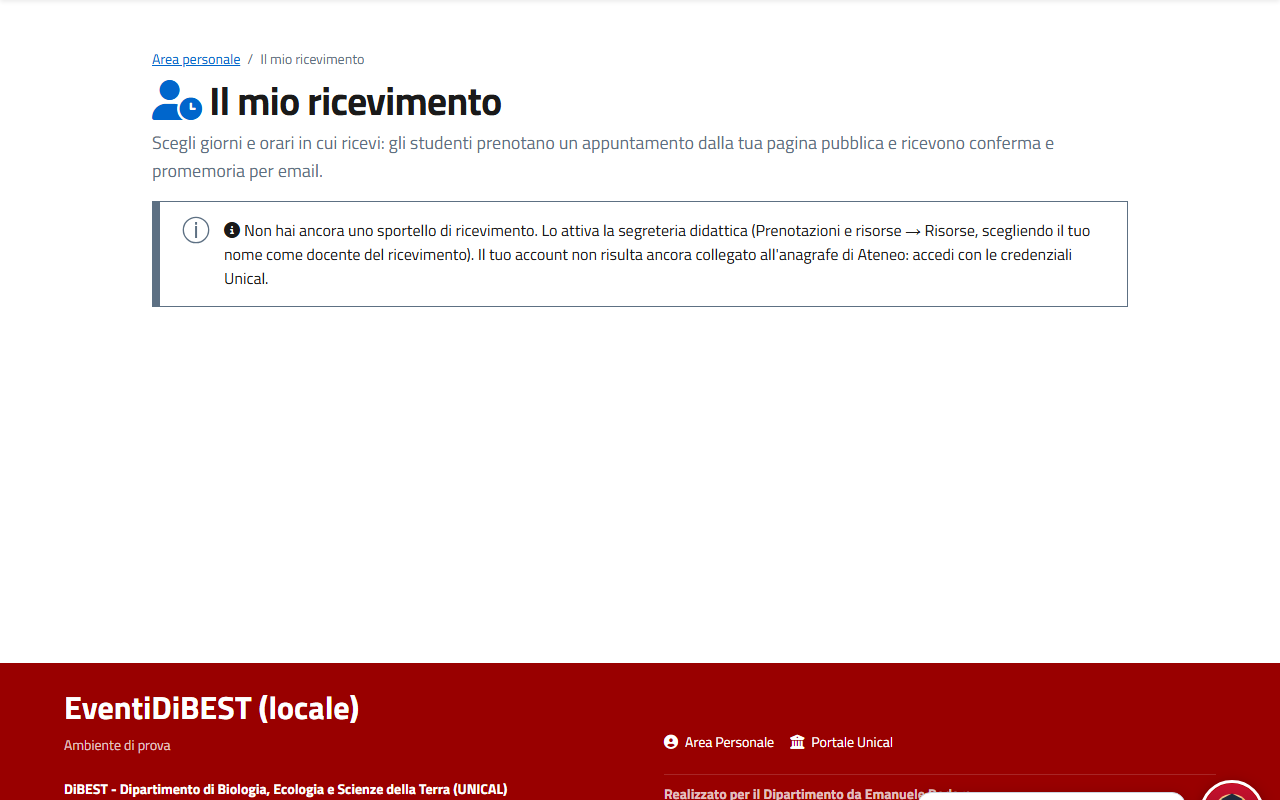 Area personale / Il mio ricevimento
Il mio ricevimento
Scegli giorni e orari in cui ricevi: gli studenti prenotano un appuntamento dalla tua pagina pubblica e ricevono conferma e
promemoria per email.
Non hai ancora uno sportello di ricevimento. Lo attiva la segreteria didattica (Prenotazioni e risorse → Risorse, scegliendo il tuo
nome come docente del ricevimento). Il tuo account non risulta ancora collegato all'anagrafe di Ateneo: accedi con le credenziali
Unical.
EventiDiBEST (locale)
Ambiente di prova
Area Personale Portale Unical
DiBEST - Dipartimento di Biologia, Ecologia e Scienze della Terra (UNICAL)
Realizzato per il Dipartimento da Emanuele